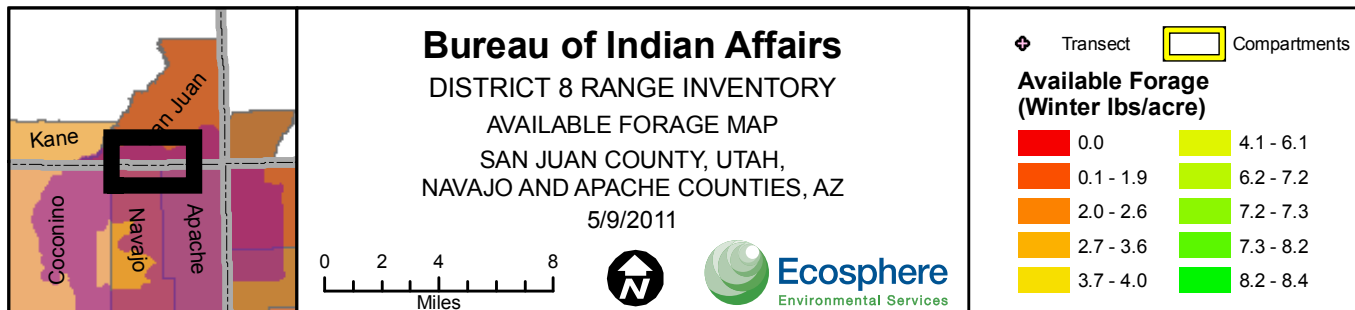 Kane
an Juan
Coconino
Navajo
Apache
Bureau of Indian Affairs
DISTRICT 8 RANGE INVENTORY
AVAILABLE FORAGE MAP
SAN JUAN COUNTY, UTAH,
NAVAJO AND APACHE COUNTIES, AZ
5/9/2011
0 2 4 8
Miles
N
Ecosphere
Environmental Services
Transect Compartments
Available Forage
(Winter lbs/acre)
0.0 4.1 - 6.1
0.1 - 1.9 6.2 - 7.2
2.0 - 2.6 7.2 - 7.3
2.7 - 3.6 7.3 - 8.2
3.7 - 4.0 8.2 - 8.4